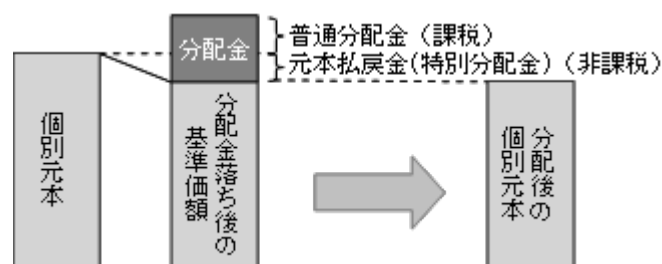 分配金
普通分配金（課税）
元本払戻金(特別分配金)（非課税）
個別元本
分配金落ち後の
基準価額
分配後の
個別元本